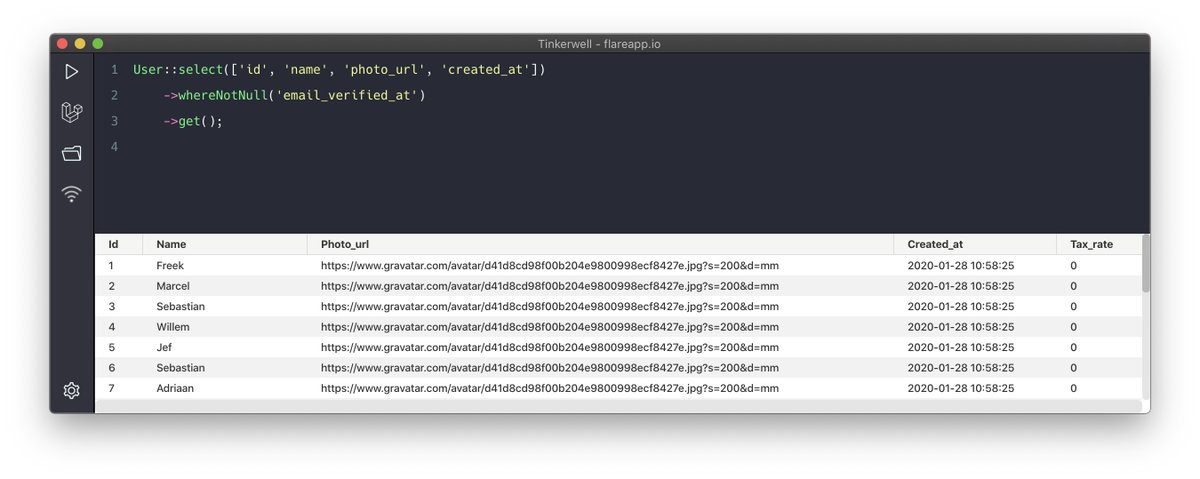 Tinkerwell - flareapp.io
1 User::select(['id', 'name', 'photo_url', 'created_at'])
2 ->whereNotNull('email_verified_at')
3 ->get();
4
Id Name Photo_url Created_at Tax_rate
1 Freek https://www.gravatar.com/avatar/d41d8cd98f00b204e9800998ecf8427e.jpg?s=200&d=mm 2020-01-28 10:58:25 0
2 Marcel https://www.gravatar.com/avatar/d41d8cd98f00b204e9800998ecf8427e.jpg?s=200&d=mm 2020-01-28 10:58:25 0
3 Sebastian https://www.gravatar.com/avatar/d41d8cd98f00b204e9800998ecf8427e.jpg?s=200&d=mm 2020-01-28 10:58:25 0
4 Willem https://www.gravatar.com/avatar/d41d8cd98f00b204e9800998ecf8427e.jpg?s=200&d=mm 2020-01-28 10:58:25 0
5 Jef https://www.gravatar.com/avatar/d41d8cd98f00b204e9800998ecf8427e.jpg?s=200&d=mm 2020-01-28 10:58:25 0
6 Sebastian https://www.gravatar.com/avatar/d41d8cd98f00b204e9800998ecf8427e.jpg?s=200&d=mm 2020-01-28 10:58:25 0
7 Adriaan https://www.gravatar.com/avatar/d41d8cd98f00b204e9800998ecf8427e.jpg?s=200&d=mm 2020-01-28 10:58:25 0